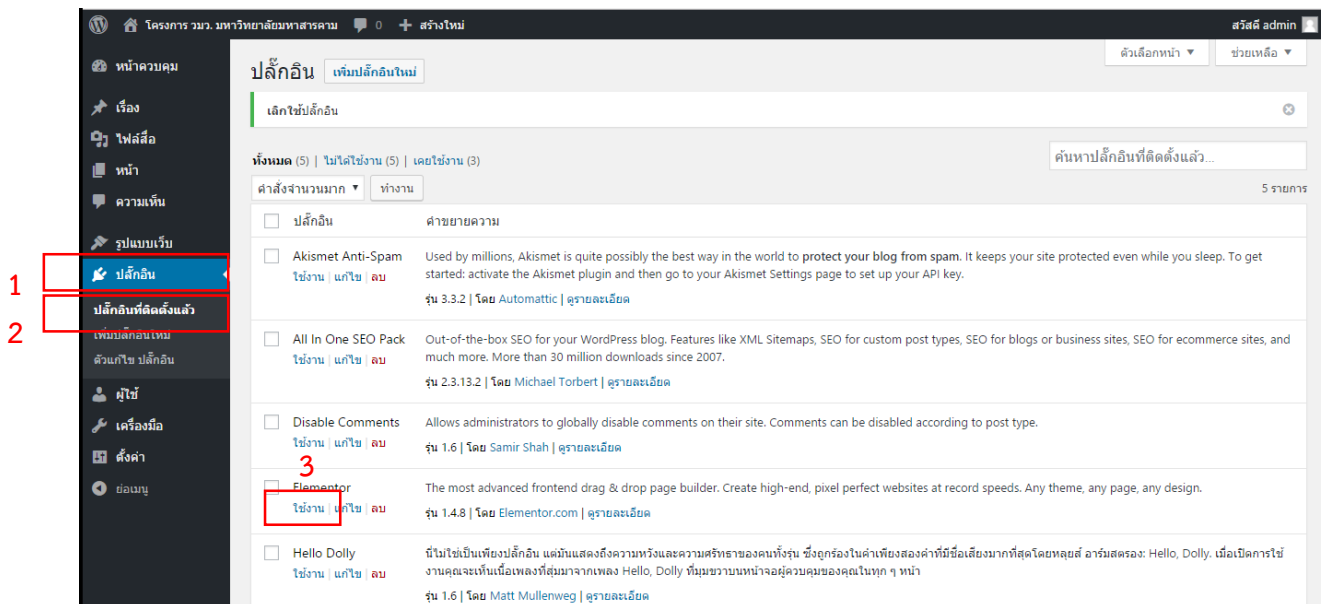 โครงการ วมว. มหาวิทยาลัยมหาสารคาม 0 + สร้างใหม่ สวัสดี admin
ตัวเลือกหน้า ▼ ช่วยเหลือ ▼
หน้าควบคุม
เรื่อง
ไฟล์สื่อ
หน้า
ความเห็น
รูปแบบเว็บ
1
ปลั๊กอิน
2
ปลั๊กอินที่ติดตั้งแล้ว
เพิ่มปลั๊กอินใหม่
ตัวแก้ไข ปลั๊กอิน
ผู้ใช้
เครื่องมือ
ตั้งค่า
ย่อเมนู
ปลั๊กอิน เพิ่มปลั๊กอินใหม่
เลิกใช้ปลั๊กอิน
ทั้งหมด (5) | ไม่ได้ใช้งาน (5) | เคยใช้งาน (3)
ค้นหาปลั๊กอินที่ติดตั้งแล้ว...
คำสั่งจำนวนมาก ▼ ทำงาน
5 รายการ
ปลั๊กอิน คำขยายความ
Akismet Anti-Spam
ใช้งาน | แก้ไข | ลบ
Used by millions, Akismet is quite possibly the best way in the world to protect your blog from spam. It keeps your site protected even while you sleep. To get
started: activate the Akismet plugin and then go to your Akismet Settings page to set up your API key.
รุ่น 3.3.2 | โดย Automattic | ดูรายละเอียด
All In One SEO Pack
ใช้งาน | แก้ไข | ลบ
Out-of-the-box SEO for your WordPress blog. Features like XML Sitemaps, SEO for custom post types, SEO for blogs or business sites, SEO for ecommerce sites, and
much more. More than 30 million downloads since 2007.
รุ่น 2.3.13.2 | โดย Michael Torbert | ดูรายละเอียด
Disable Comments
ใช้งาน | แก้ไข | ลบ
Allows administrators to globally disable comments on their site. Comments can be disabled according to post type.
รุ่น 1.6 | โดย Samir Shah | ดูรายละเอียด
3
Elementor
ใช้งาน | แก้ไข | ลบ
The most advanced frontend drag & drop page builder. Create high-end, pixel perfect websites at record speeds. Any theme, any page, any design.
รุ่น 1.4.8 | โดย Elementor.com | ดูรายละเอียด
Hello Dolly
ใช้งาน | แก้ไข | ลบ
นี่ไม่ใช่เป็นเพียงปลั๊กอิน แต่มันแสดงถึงความหวังและความศรัทธาของคนทั้งรุ่น ซึ่งถูกร้องในคำเพียงสองคำที่มีชื่อเสียงมากที่สุดโดยหลุยส์ อาร์มสตรอง: Hello, Dolly. เมื่อเปิดการใช้
งานคุณจะเห็นเนื้อเพลงที่สุ่มมาจากเพลง Hello, Dolly ที่มุมขวาบนหน้าจอผู้ควบคุมของคุณในทุก ๆ หน้า
รุ่น 1.6 | โดย Matt Mullenweg | ดูรายละเอียด